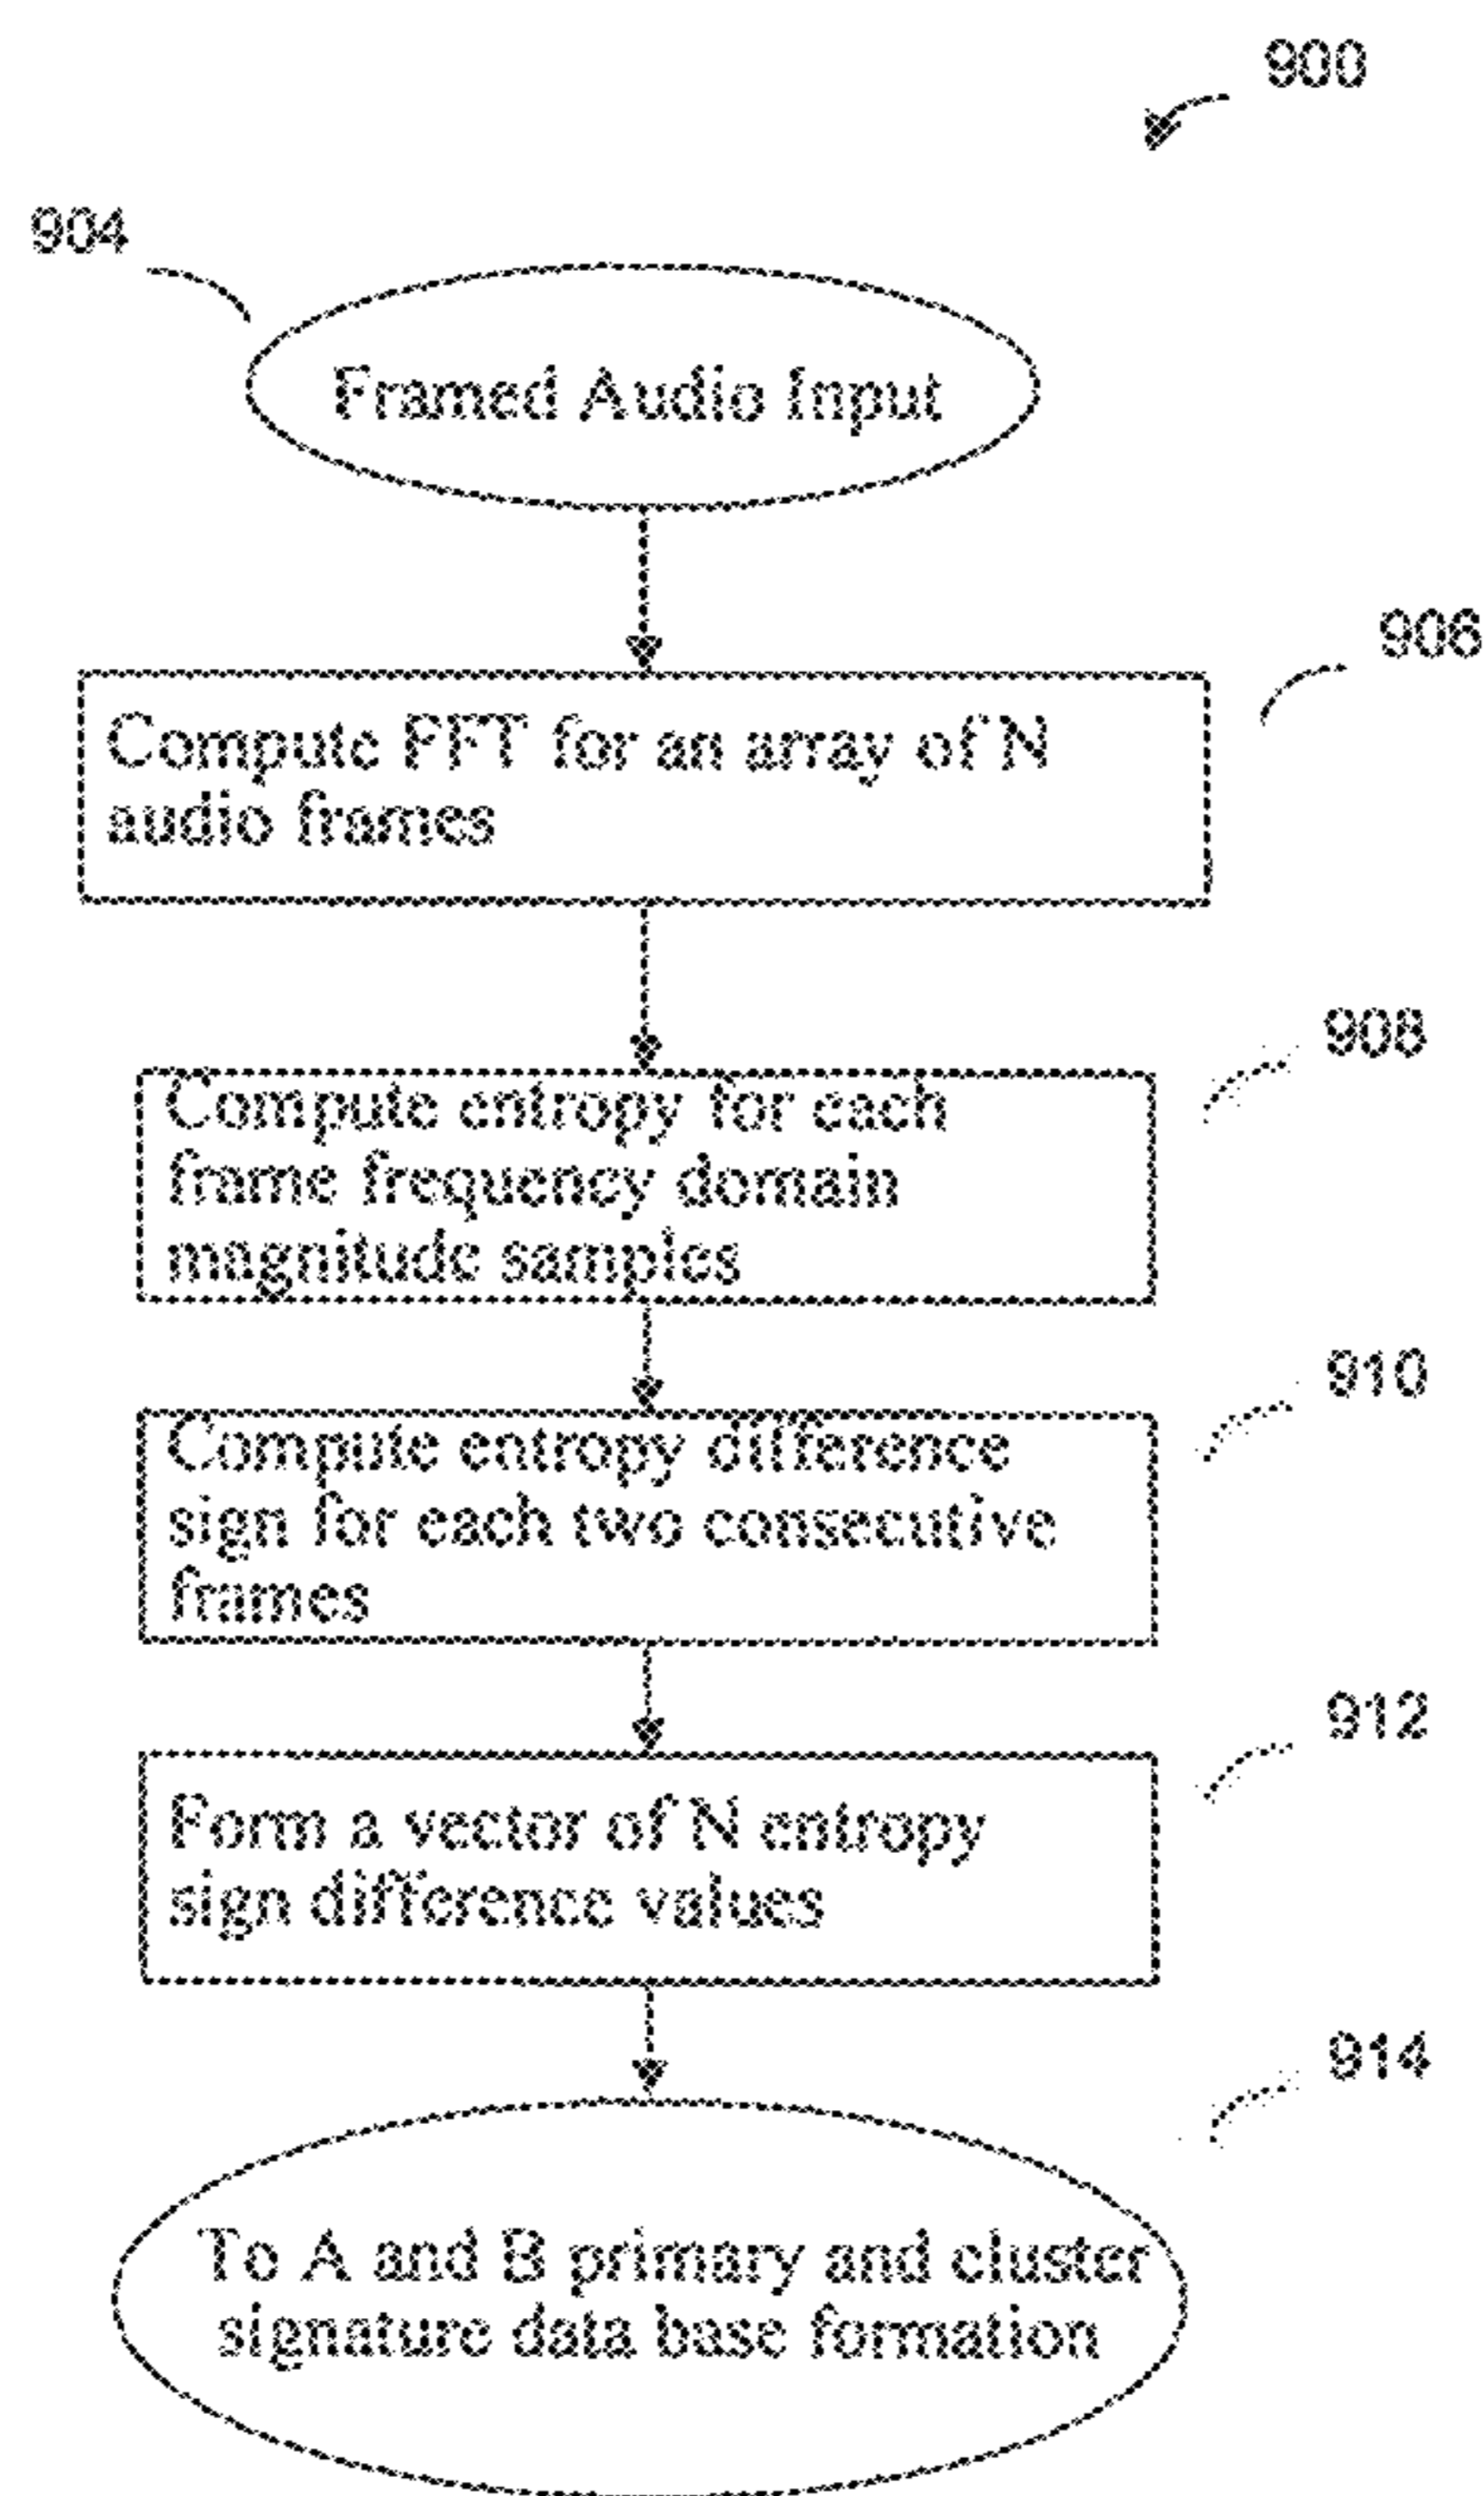 900
904
Framed Audio Input
906
Compute FFT for an array of N
audio frames
908
Compute entropy for each
frame frequency domain
magnitude samples
910
Compute entropy difference
sign for each two consecutive
frames
912
Form a vector of N entropy
sign difference values
914
To A and B primary and cluster
signature data base formation